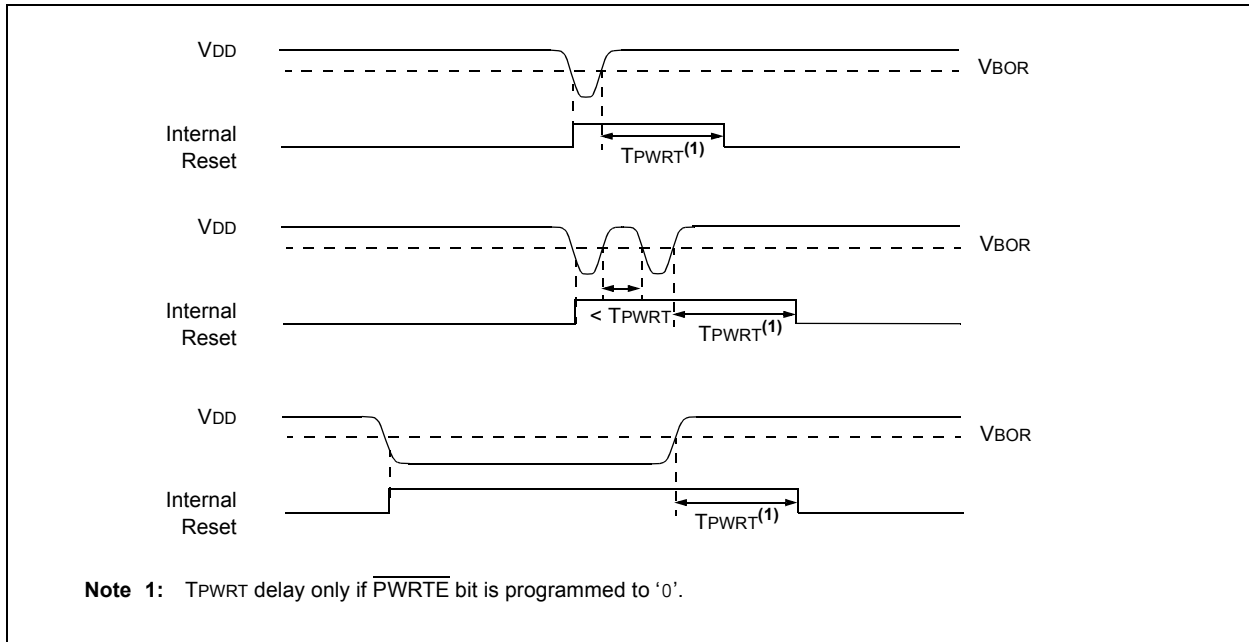 VDD
VBOR
Internal
Reset
TPWRT(1)
VDD
VBOR
Internal
Reset
< TPWRT
TPWRT(1)
VDD
VBOR
Internal
Reset
TPWRT(1)
Note 1: TPWRT delay only if P̅W̅R̅T̅E̅ bit is programmed to ‘0’.